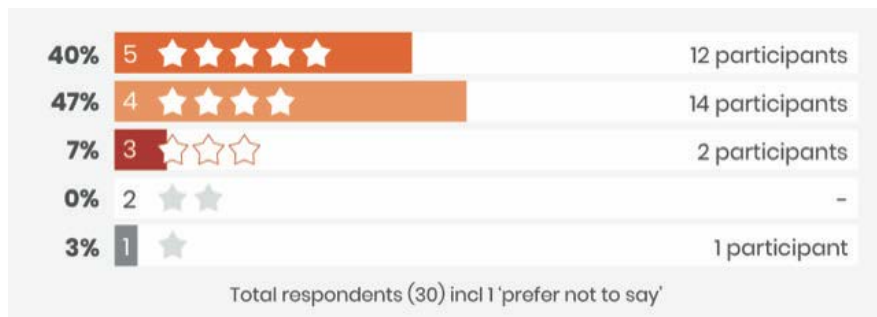 40% 5 12 participants
47% 4 14 participants
7% 3 2 participants
0% 2 -
3% 1 1 participant
Total respondents (30) incl 1 'prefer not to say'